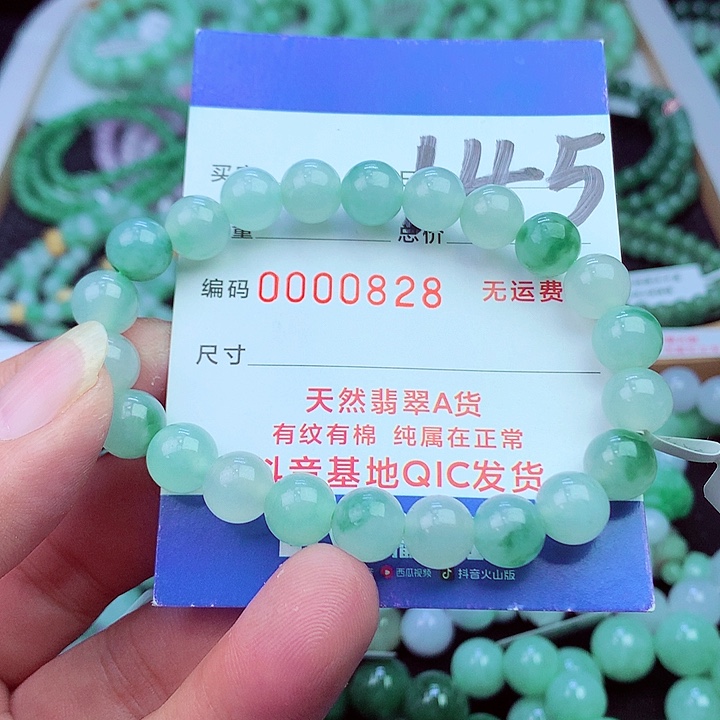 145
总价
编码 0000828 无运费
尺寸
天然翡翠A货
有纹有棉 纯属在正常
抖音基地QIC发货
西瓜视频 抖音火山版